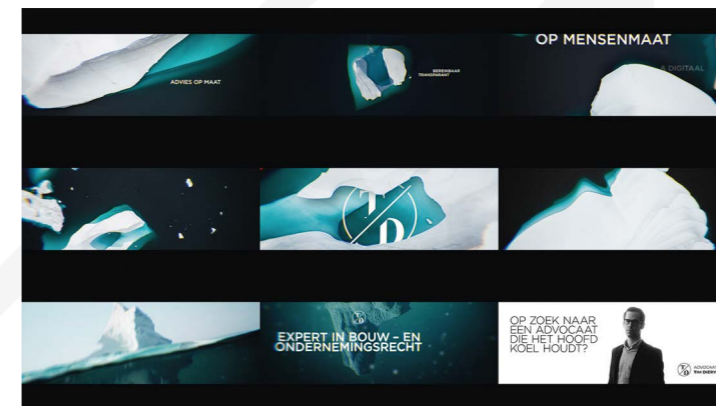 ADVIES OP MAAT
BEREIKBAAR
TRANSPARANT
OP MENSENMAAT
& DIGITAAL
T D
T D
EXPERT IN BOUW – EN
ONDERNEMINGSRECHT
OP ZOEK NAAR
EEN ADVOCAAT
DIE HET HOOFD
KOEL HOUDT?
T D
ADVOCAAT
TIM